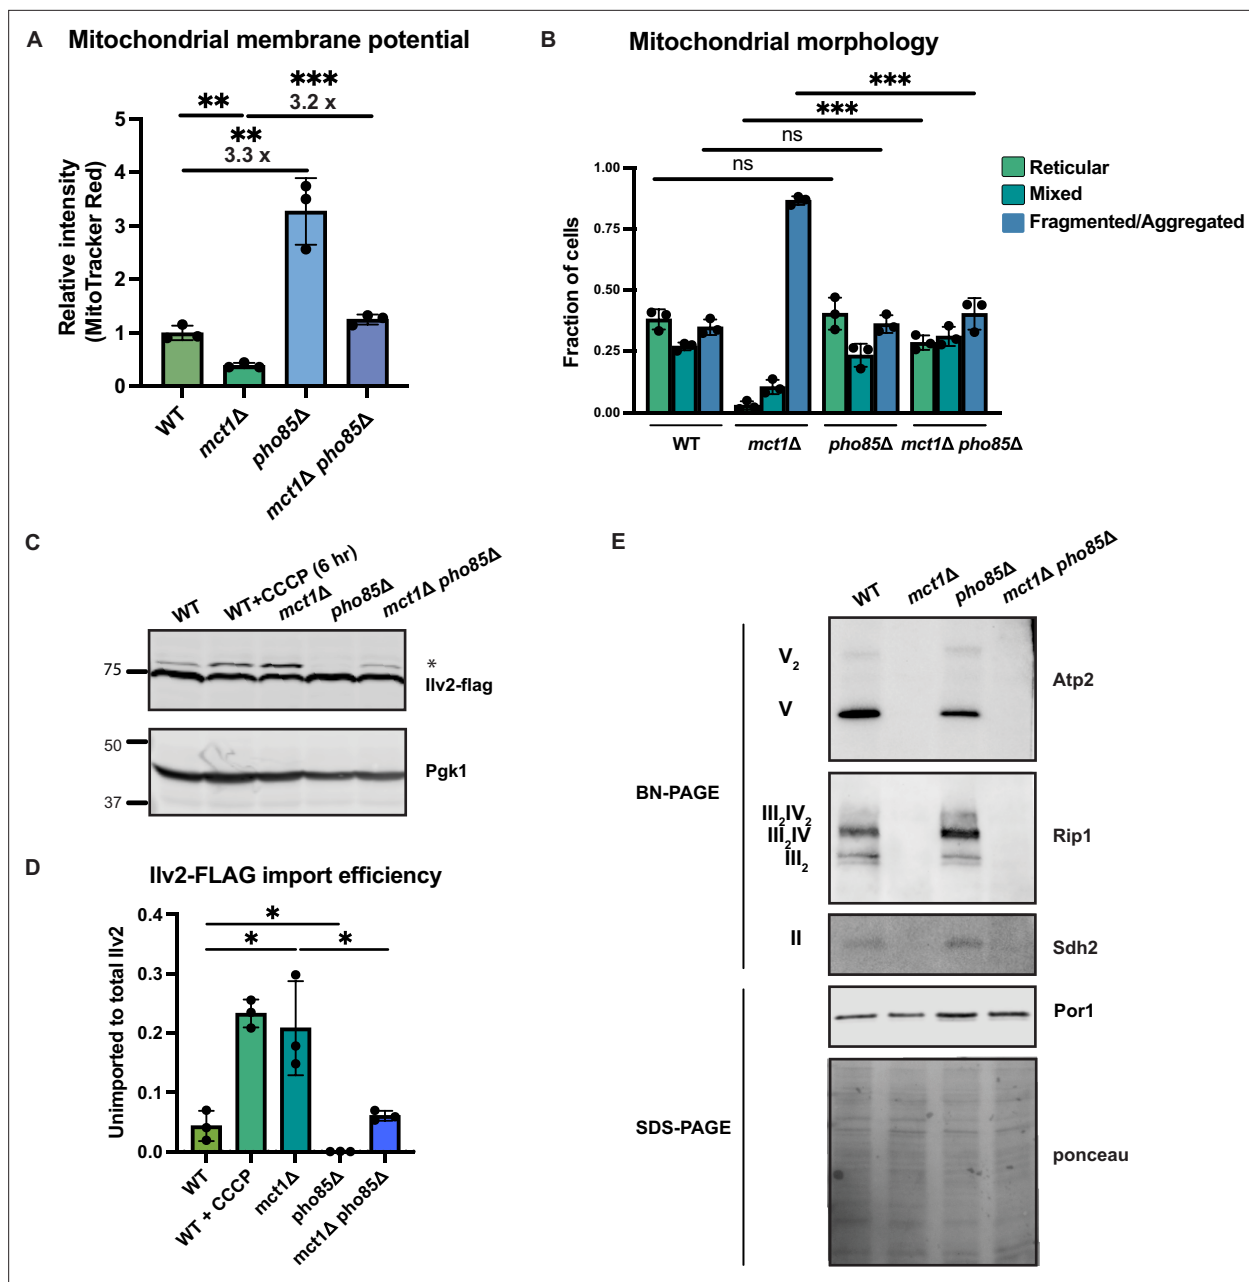 A Mitochondrial membrane potential
***
** 3.2 x
**
3.3 x
Relative intensity
(MitoTracker Red)
5
4
3
2
1
0
WT
mct1Δ
pho85Δ
mct1Δ pho85Δ
B Mitochondrial morphology
***
***
ns
ns
Fraction of cells
1.00
0.75
0.50
0.25
0.00
WT mct1Δ pho85Δ mct1Δ pho85Δ
Reticular
Mixed
Fragmented/Aggregated
C
WT
WT+CCCP (6 hr)
mct1Δ
pho85Δ
mct1Δ pho85Δ
75
*
Ilv2-flag
50
37
Pgk1
D Ilv2-FLAG import efficiency
*
* *
Unimported to total Ilv2
0.4
0.3
0.2
0.1
0.0
WT
WT + CCCP
mct1Δ
pho85Δ
mct1Δ pho85Δ
E
WT
mct1Δ
pho85Δ
mct1Δ pho85Δ
BN-PAGE
V₂
V
Atp2
III₂IV₂
III₂IV
III₂
Rip1
II
Sdh2
SDS-PAGE
Por1
ponceau